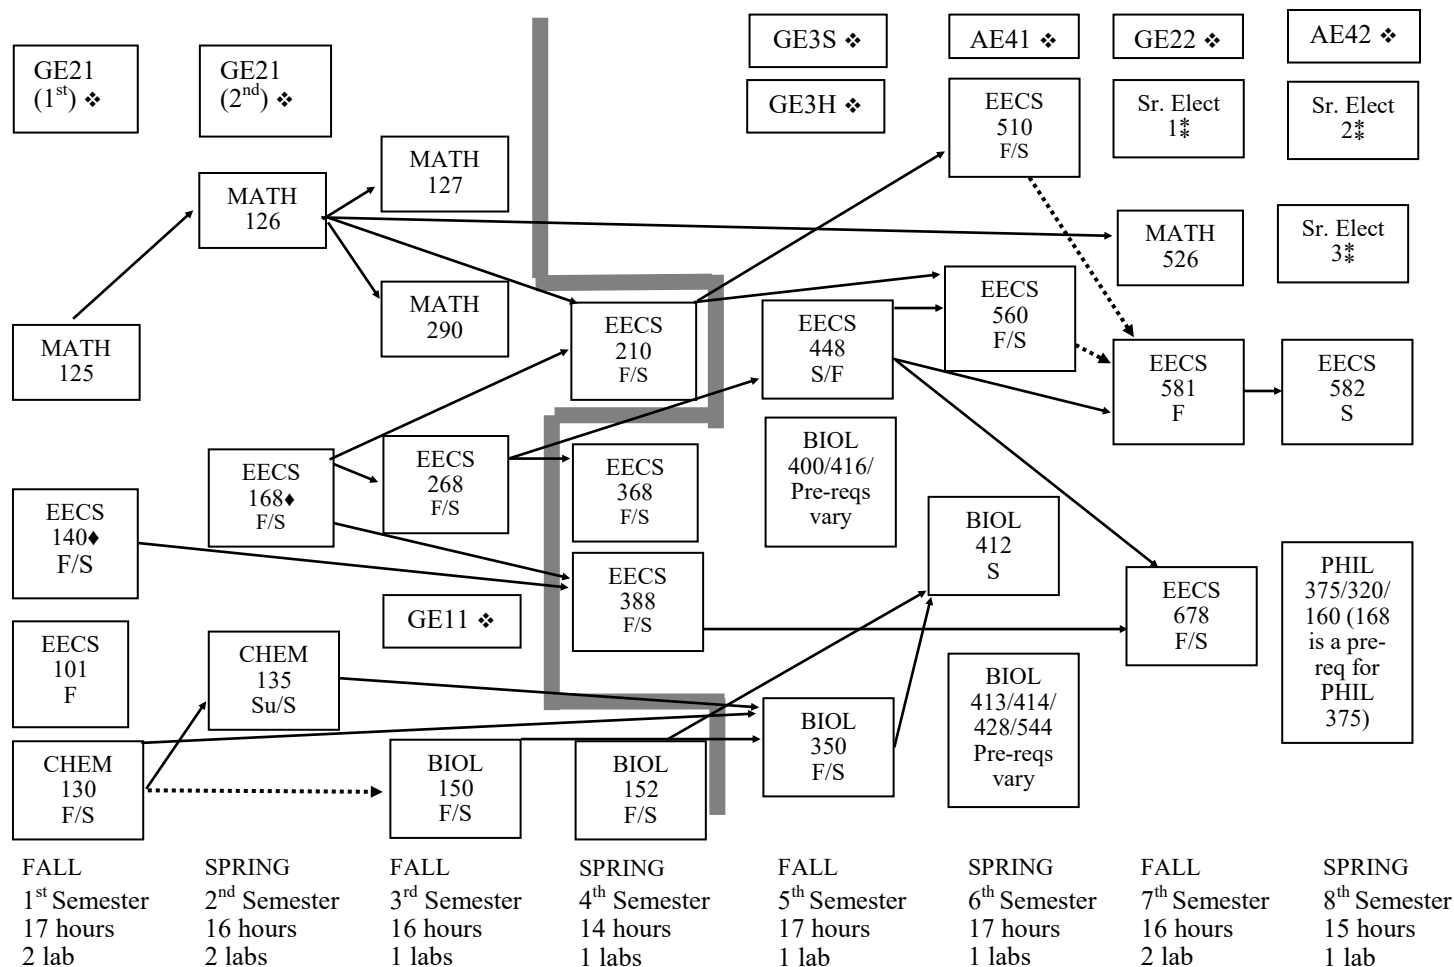 GE21
(1st) ❖
GE21
(2nd) ❖
GE3S ❖
AE41 ❖
GE22 ❖
AE42 ❖
GE3H ❖
EECS
510
F/S
Sr. Elect
1⁑
Sr. Elect
2⁑
MATH
127
MATH
126
MATH
526
Sr. Elect
3⁑
MATH
290
MATH
125
EECS
210
F/S
EECS
448
S/F
EECS
560
F/S
EECS
581
F
EECS
582
S
EECS
140♦
F/S
EECS
168♦
F/S
EECS
268
F/S
EECS
368
F/S
BIOL
400/416/
Pre-reqs
vary
BIOL
412
S
EECS
101
F
CHEM
135
Su/S
GE11 ❖
EECS
388
F/S
EECS
678
F/S
PHIL
375/320/
160 (168
is a pre-
req for
PHIL
375)
CHEM
130
F/S
BIOL
150
F/S
BIOL
152
F/S
BIOL
350
F/S
BIOL
413/414/
428/544
Pre-reqs
vary
FALL
1st Semester
17 hours
2 lab
SPRING
2nd Semester
16 hours
2 labs
FALL
3rd Semester
16 hours
1 labs
SPRING
4th Semester
14 hours
1 labs
FALL
5th Semester
17 hours
1 lab
SPRING
6th Semester
17 hours
1 labs
FALL
7th Semester
16 hours
2 lab
SPRING
8th Semester
15 hours
1 lab